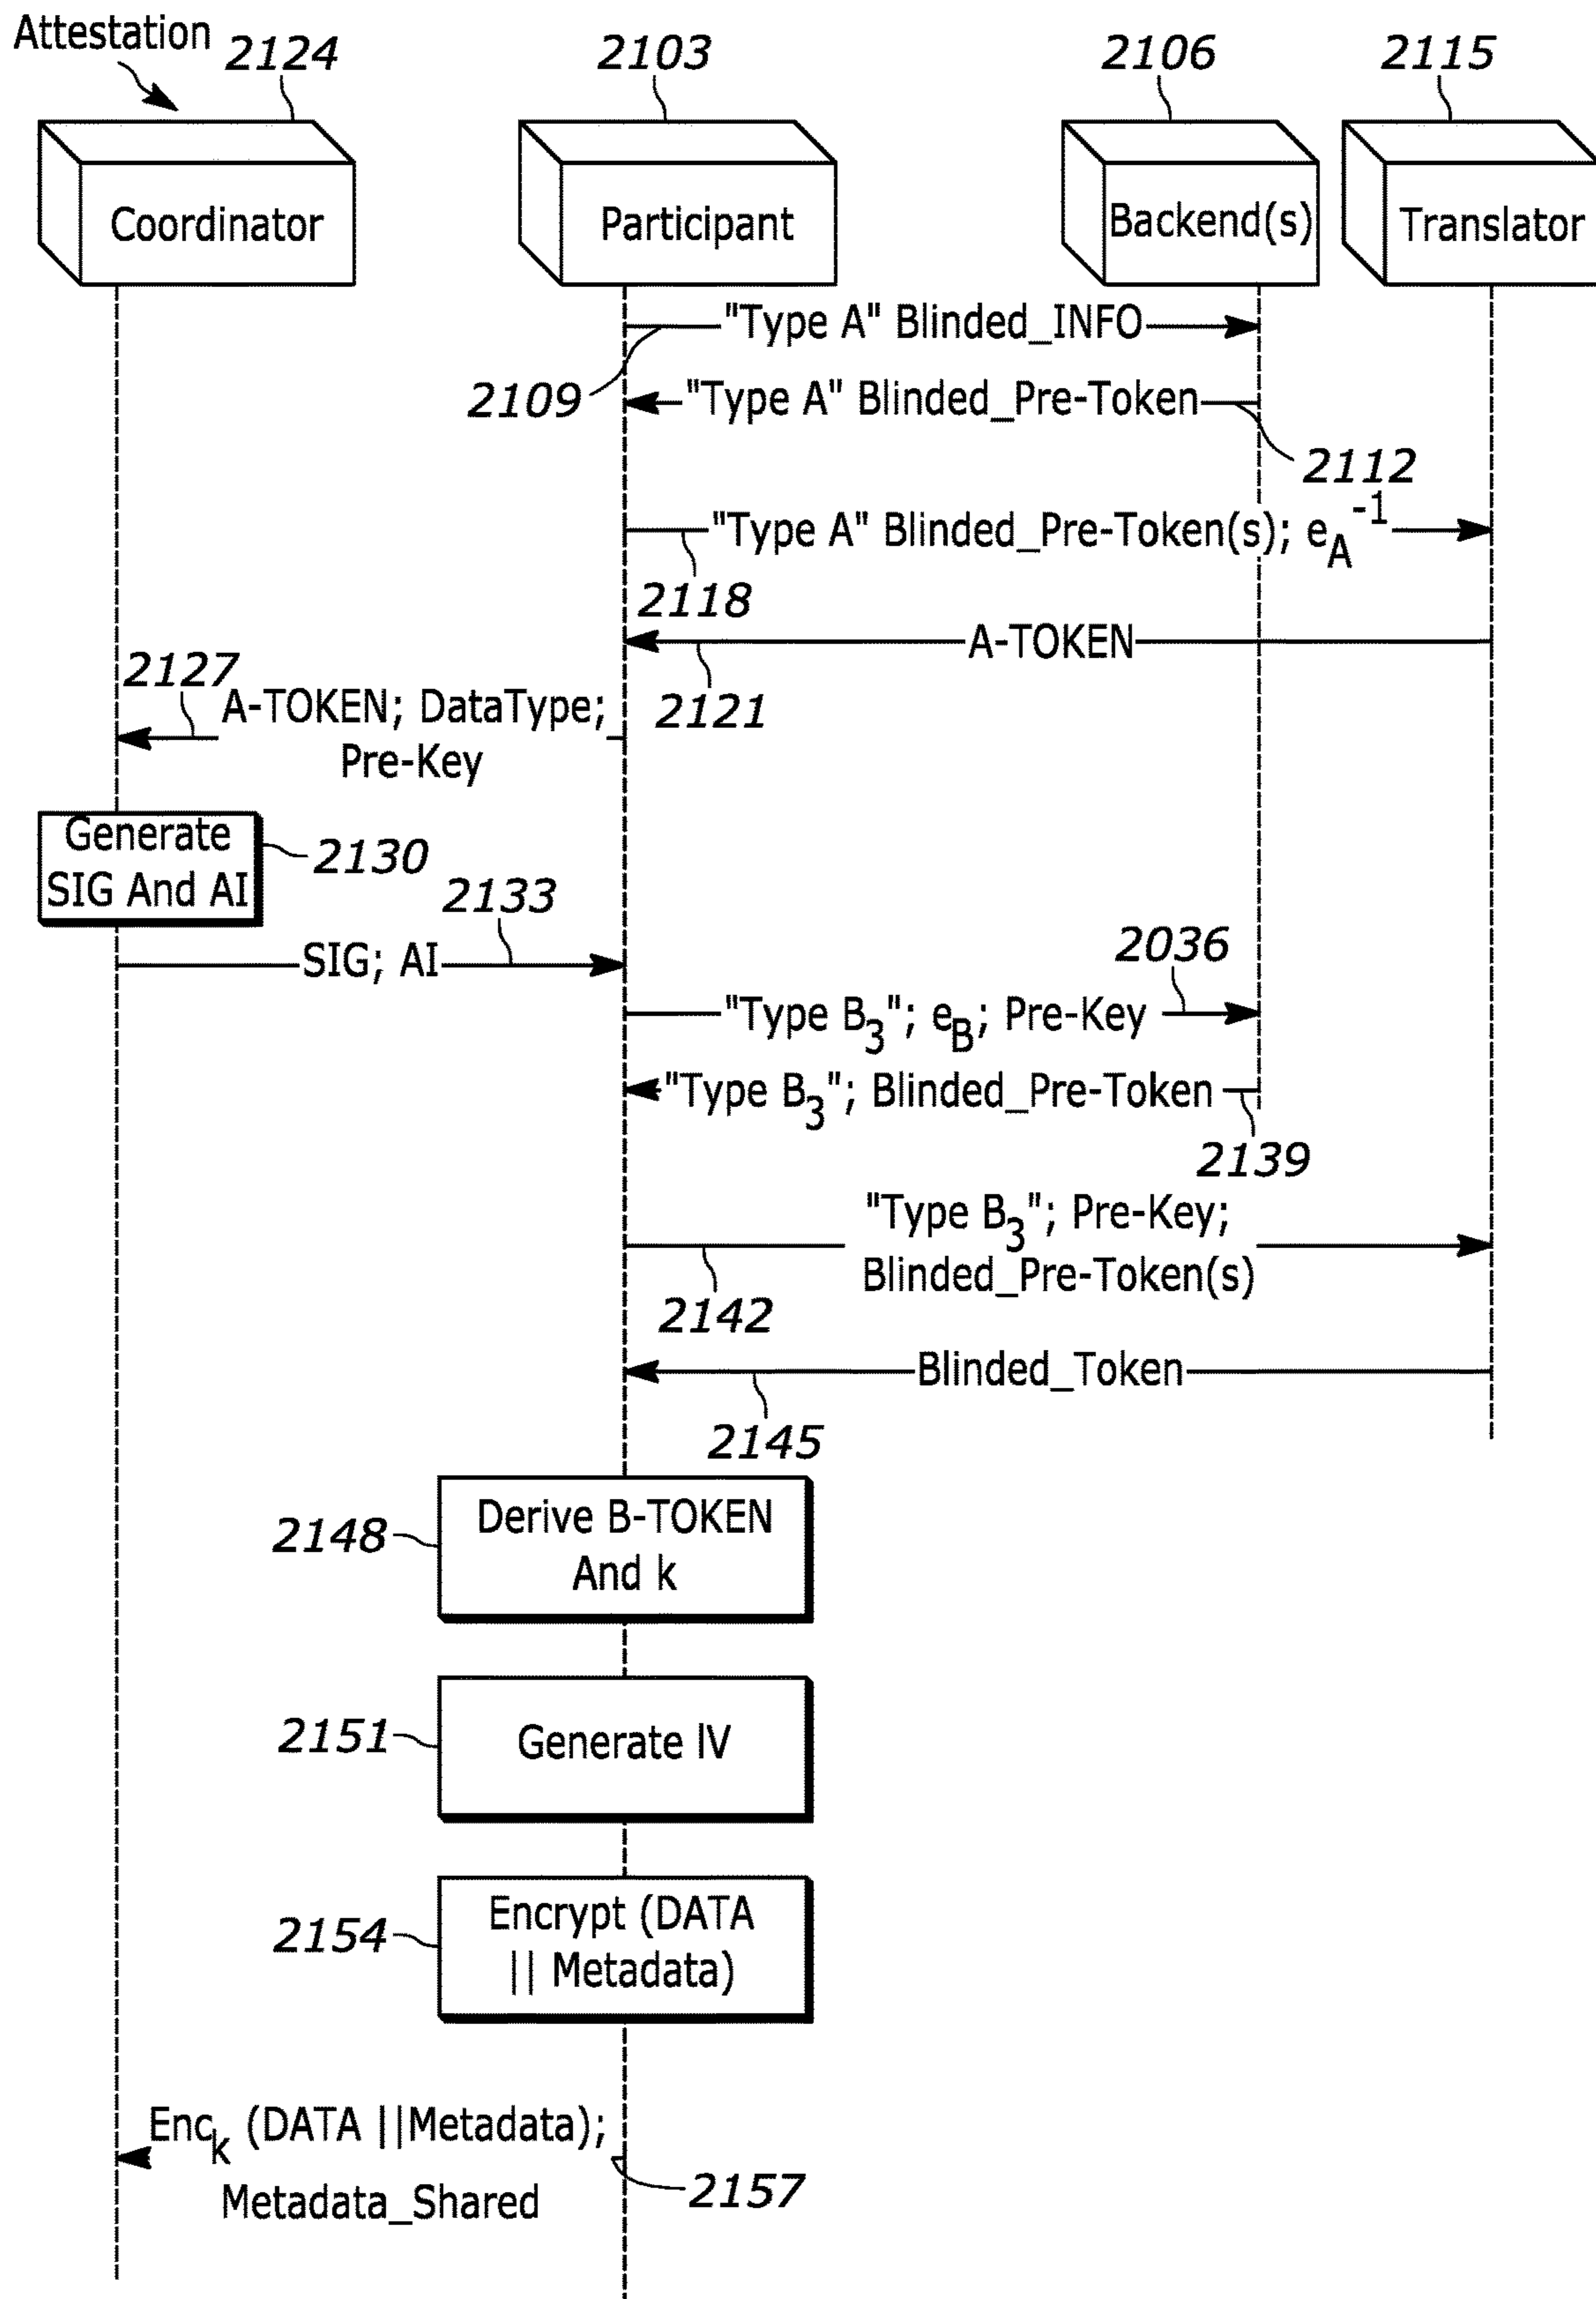 Attestation
2124
2103
2106
2115
Coordinator
Participant
Backend(s)
Translator
"Type A" Blinded_INFO
2109
"Type A" Blinded_Pre-Token
2112
"Type A" Blinded_Pre-Token(s); e_A^-1
2118
A-TOKEN
2121
2127
A-TOKEN; DataType;
Pre-Key
Generate
SIG And AI
2130
2133
SIG; AI
2036
"Type B₃"; e_B; Pre-Key
"Type B₃"; Blinded_Pre-Token
2139
"Type B₃"; Pre-Key;
Blinded_Pre-Token(s)
2142
Blinded_Token
2145
2148
Derive B-TOKEN
And k
2151
Generate IV
2154
Encrypt (DATA
|| Metadata)
Encₖ (DATA ||Metadata);
Metadata_Shared
2157